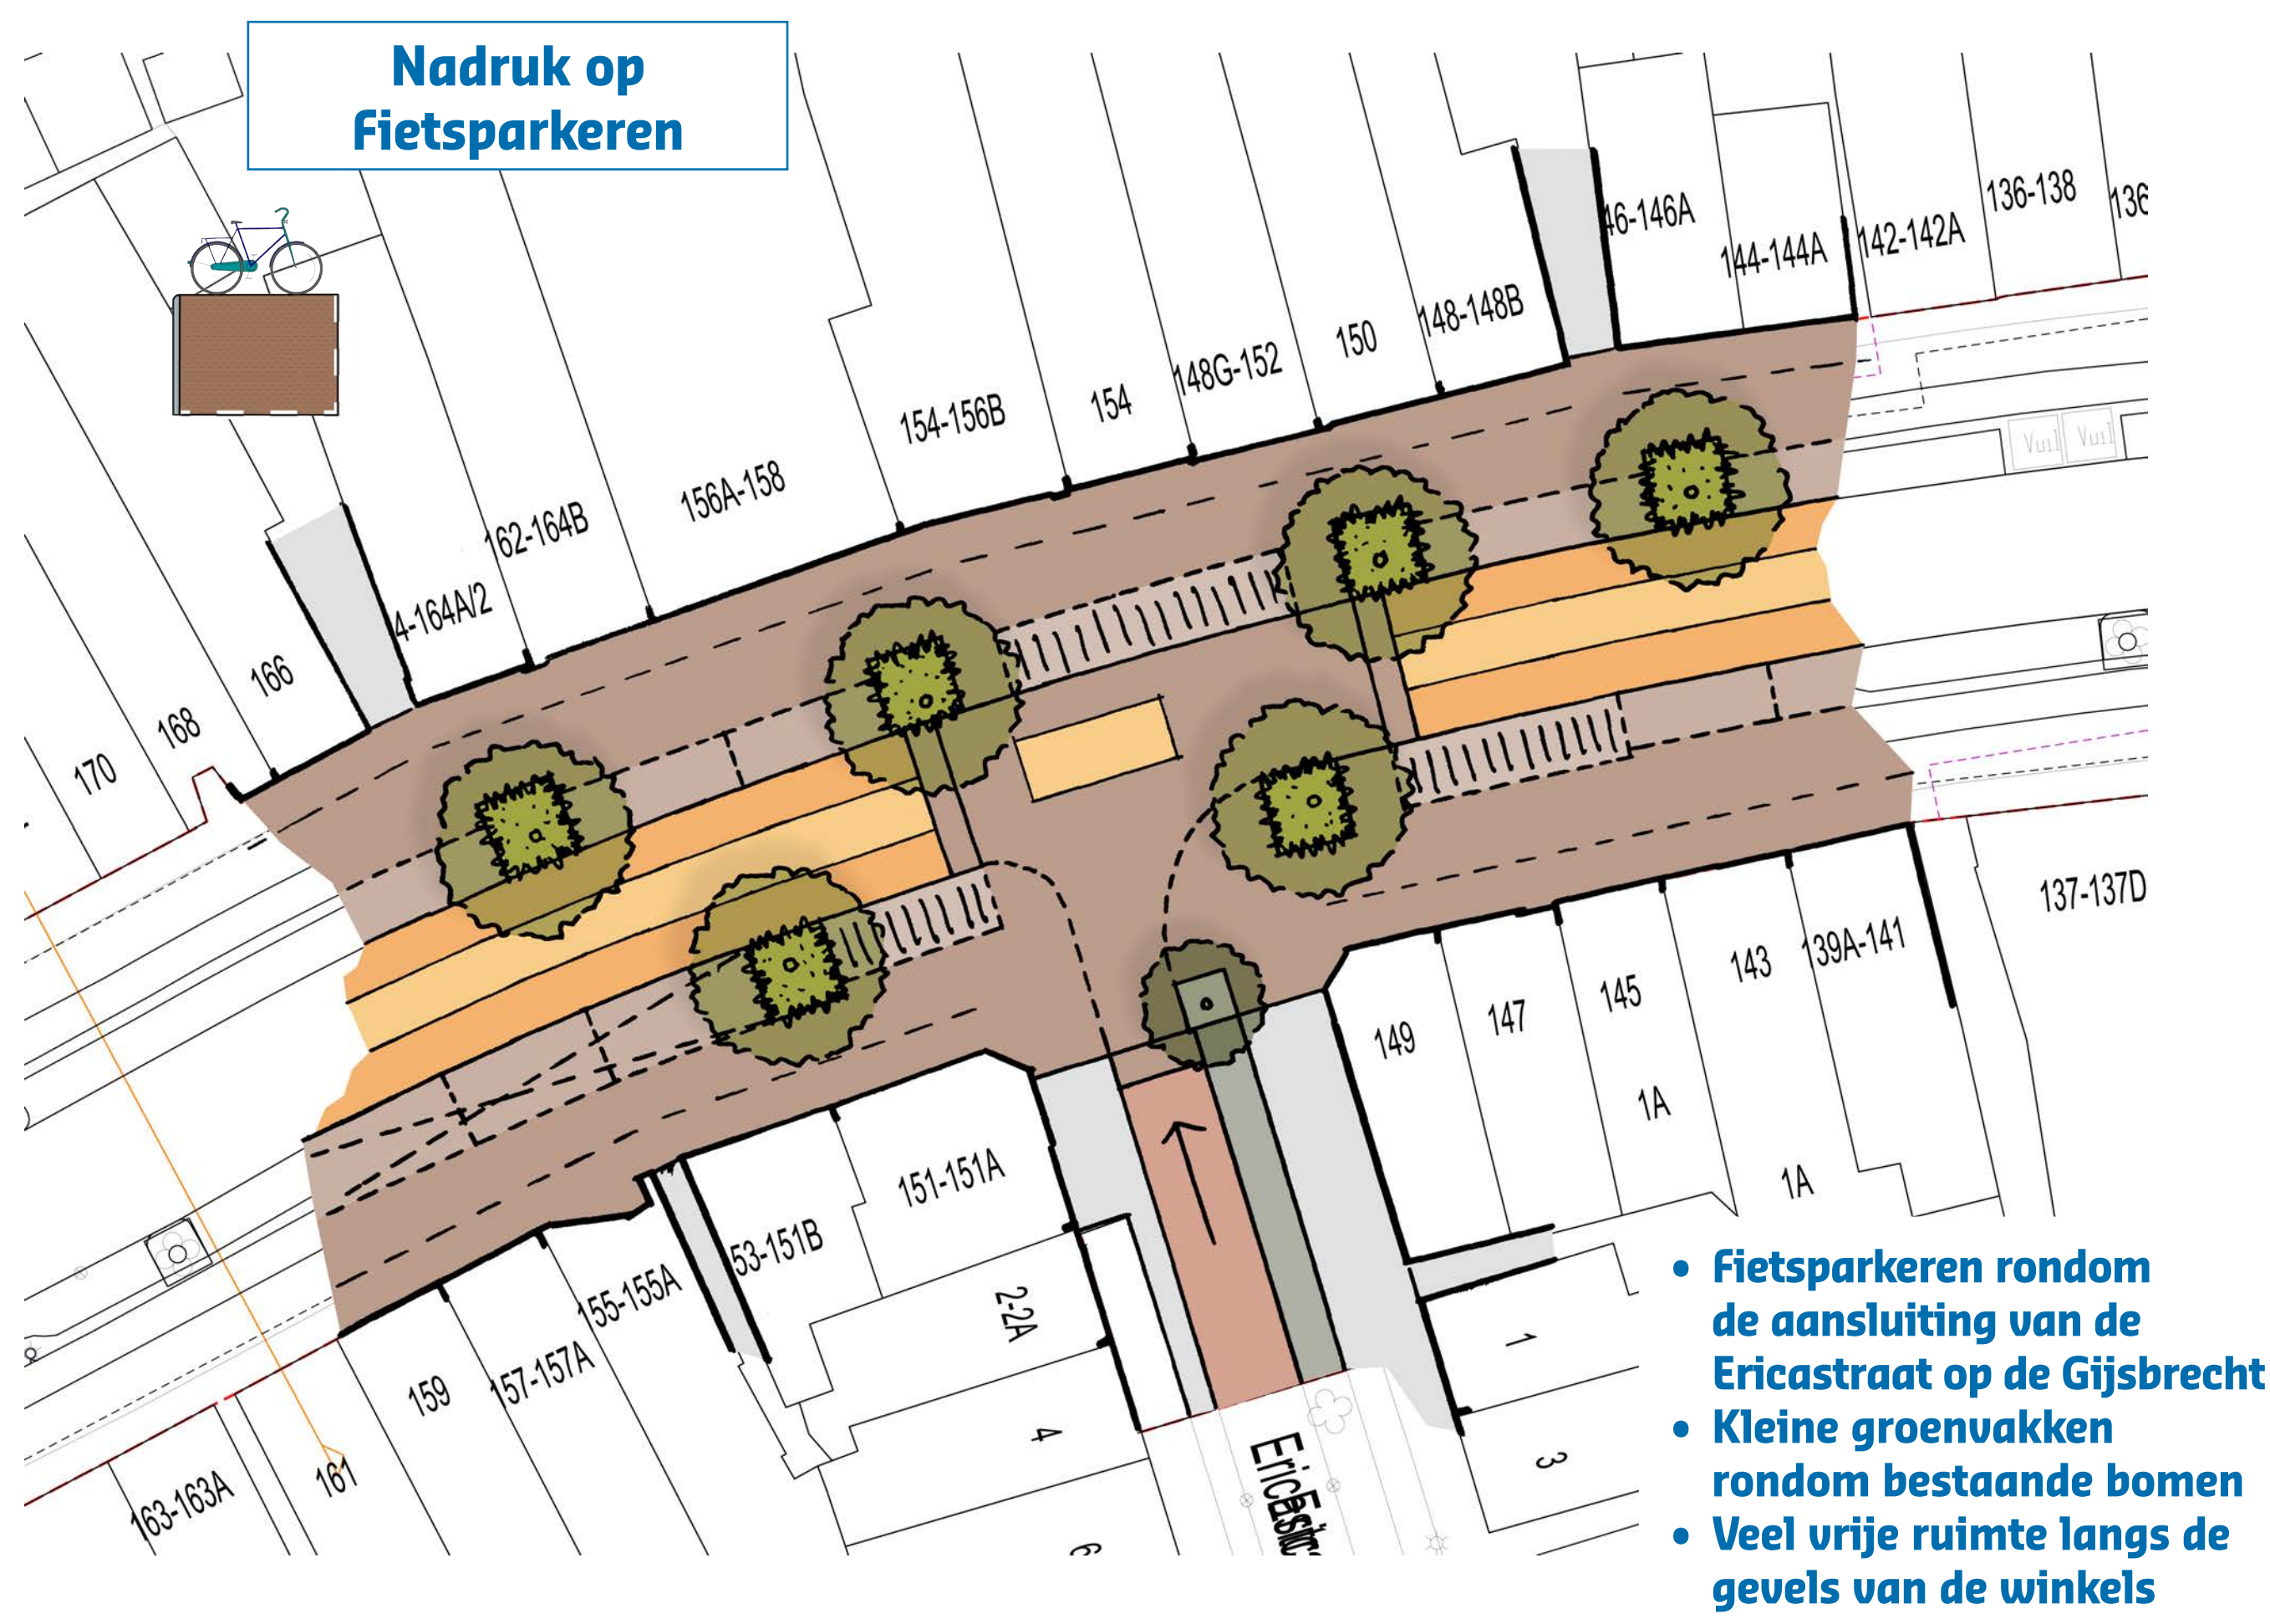 Nadruk op
fietsparkeren
136-138
136
46-146A
144-144A
142-142A
148-148B
150
148G-152
154
154-156B
156A-158
162-164B
4-164A/2
166
168
170
Vuil
Vuil
137-137D
139A-141
143
145
147
149
1A
1A
151-151A
53-151B
155-155A
157-157A
159
161
163-163A
2-2A
4
1
3
• Fietsparkeren rondom
de aansluiting van de
Ericastraat op de Gijsbrecht
• Kleine groenvakken
rondom bestaande bomen
• Veel vrije ruimte langs de
gevels van de winkels